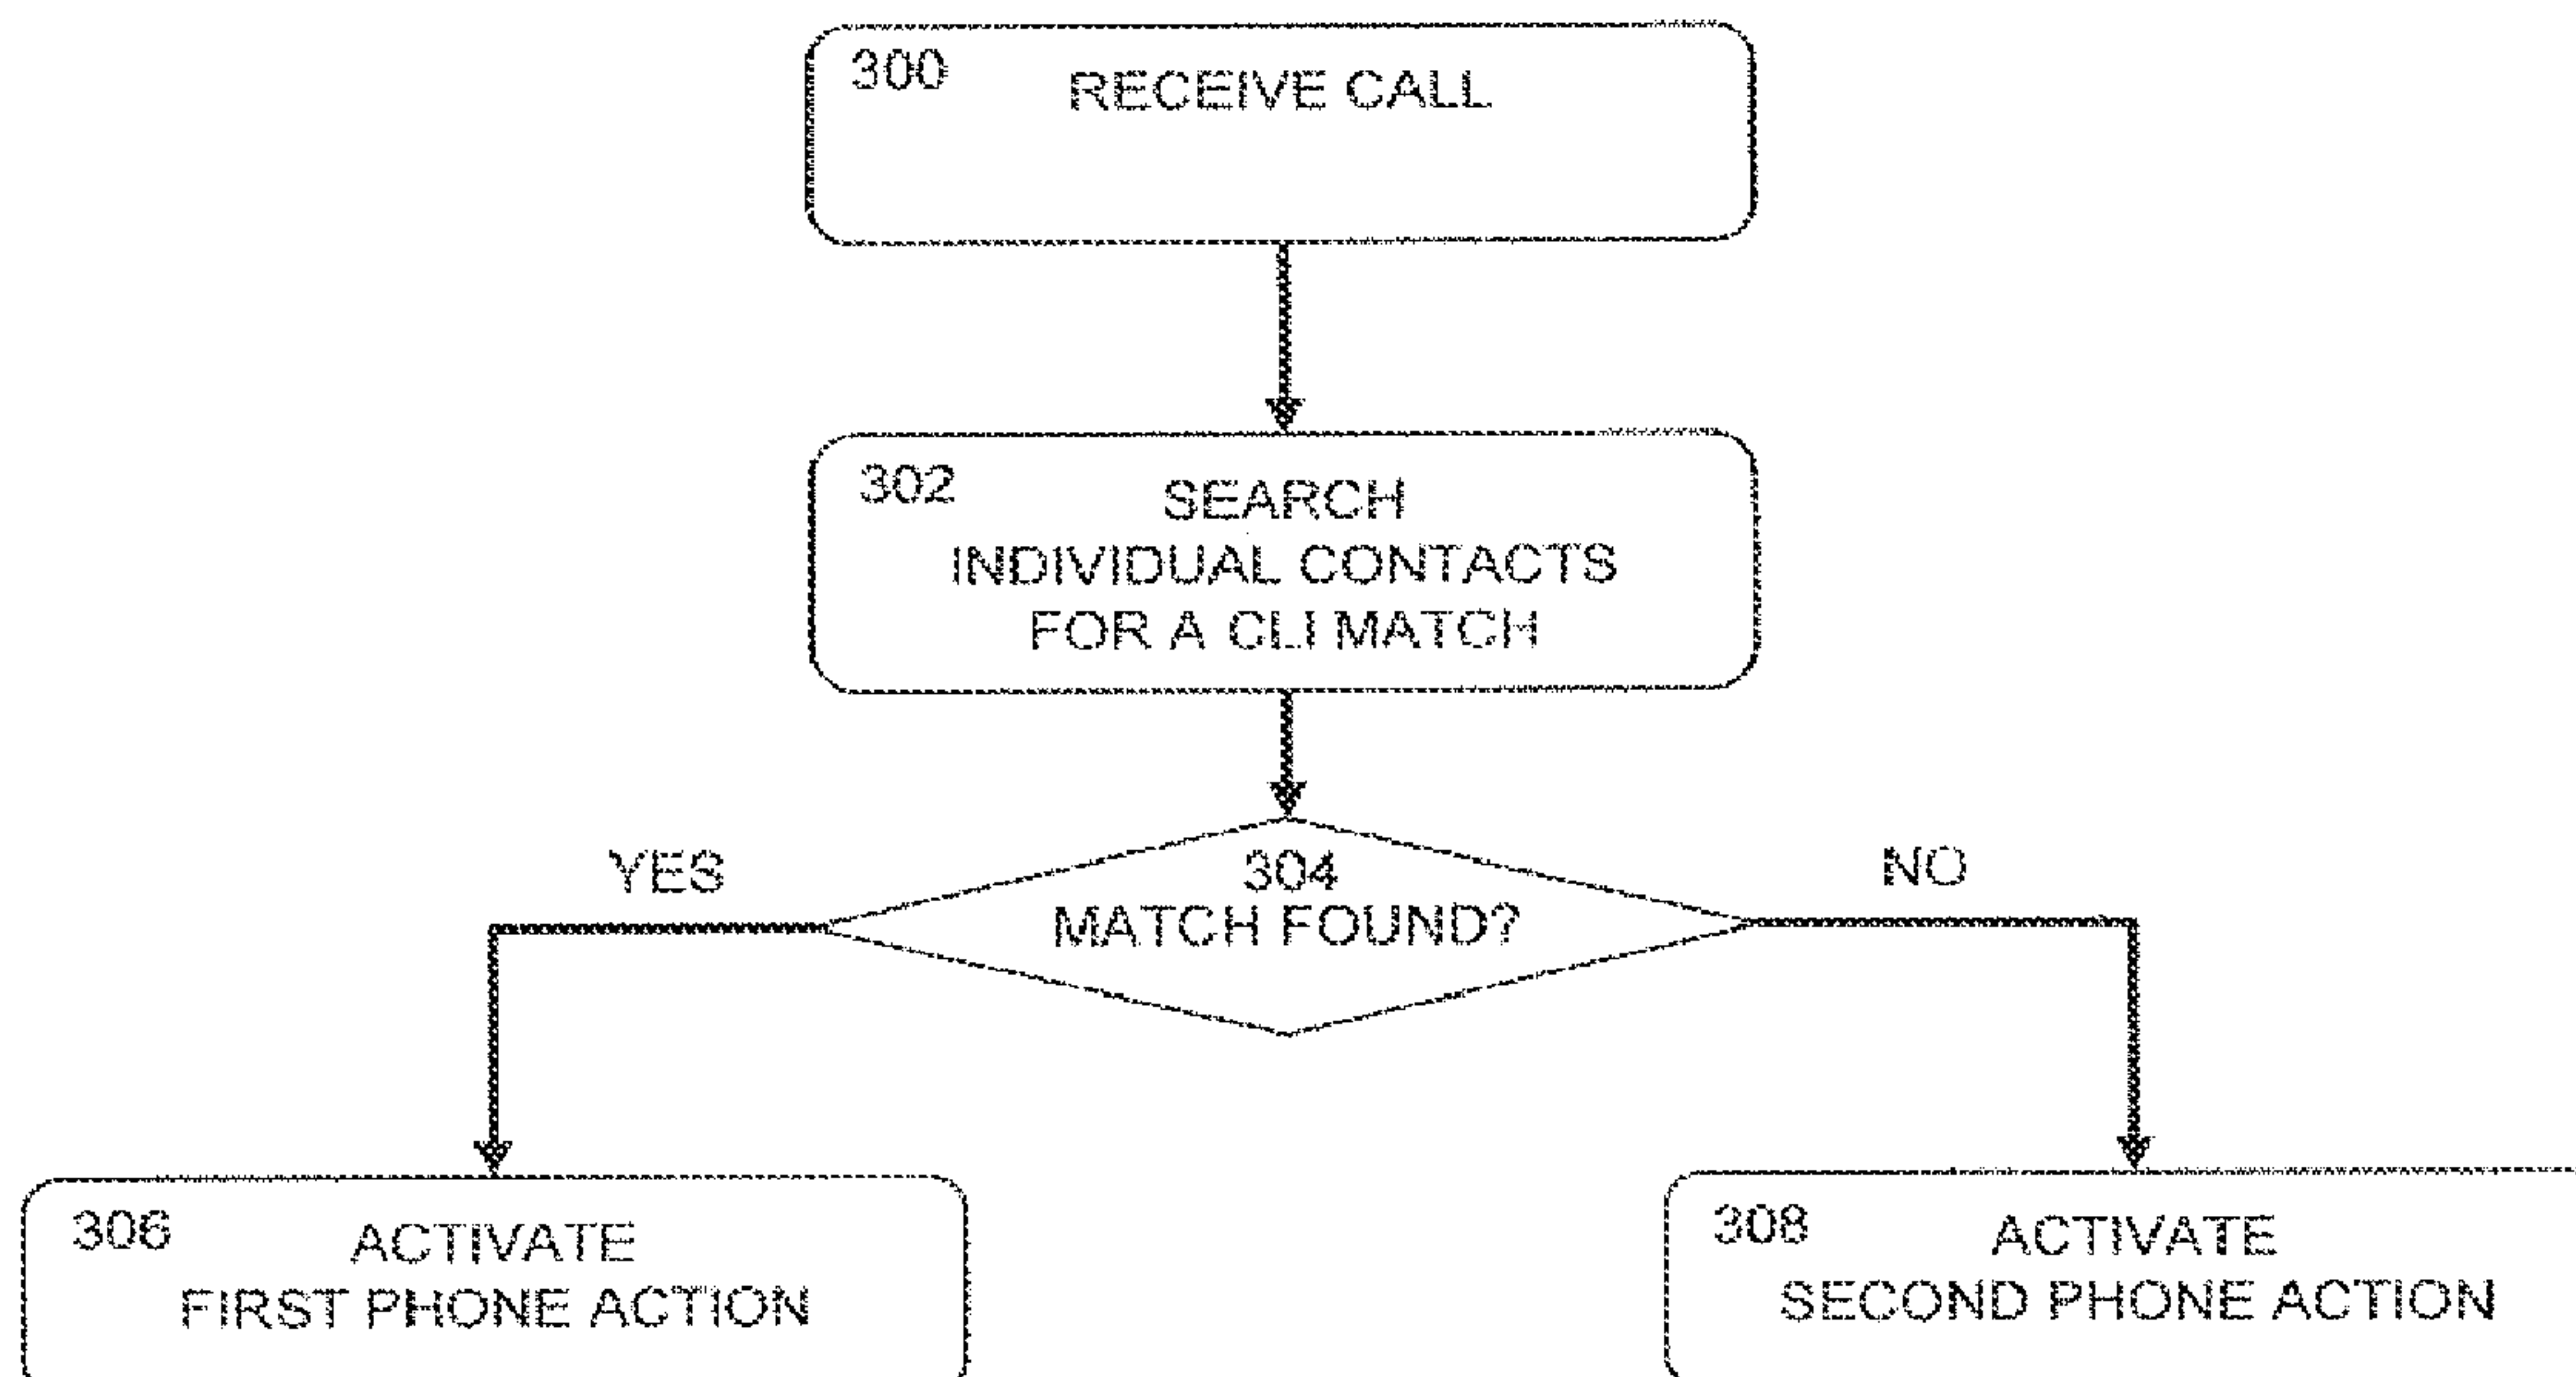 300
RECEIVE CALL
302
SEARCH
INDIVIDUAL CONTACTS
FOR A CLI MATCH
YES
304
NO
MATCH FOUND?
306
ACTIVATE
FIRST PHONE ACTION
308
ACTIVATE
SECOND PHONE ACTION